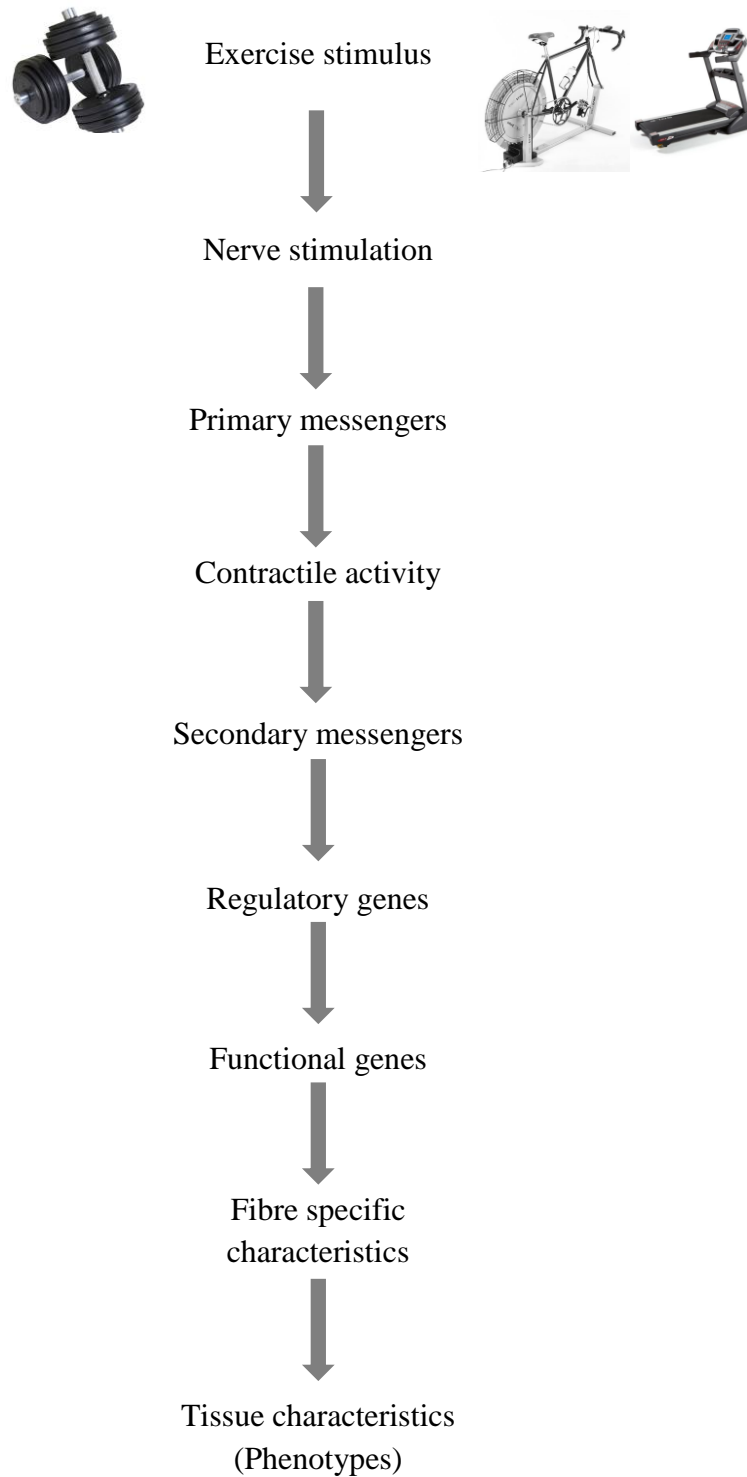 Exercise stimulus
Nerve stimulation
Primary messengers
Contractile activity
Secondary messengers
Regulatory genes
Functional genes
Fibre specific
characteristics
Tissue characteristics
(Phenotypes)